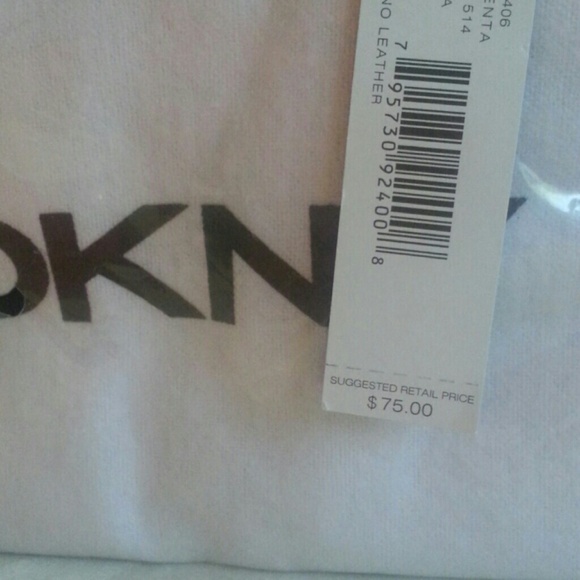 DKN
406
ENTA
514
A
NO LEATHER
7 95730 92400 8
SUGGESTED RETAIL PRICE
$75.00